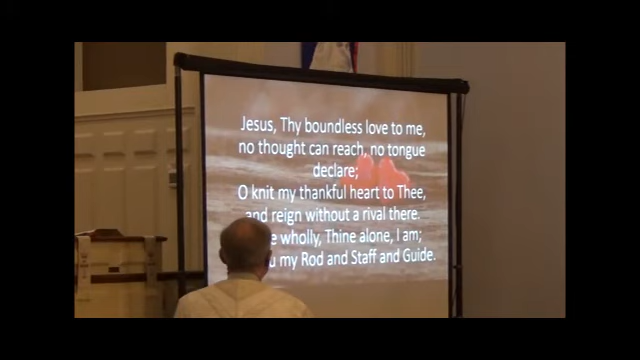 Jesus, Thy boundless love to me,
no thought can reach, no tongue
declare;
O knit my thankful heart to Thee,
and reign without a rival there.
wholly, Thine alone, I am;
my Rod and Staff and Guide.